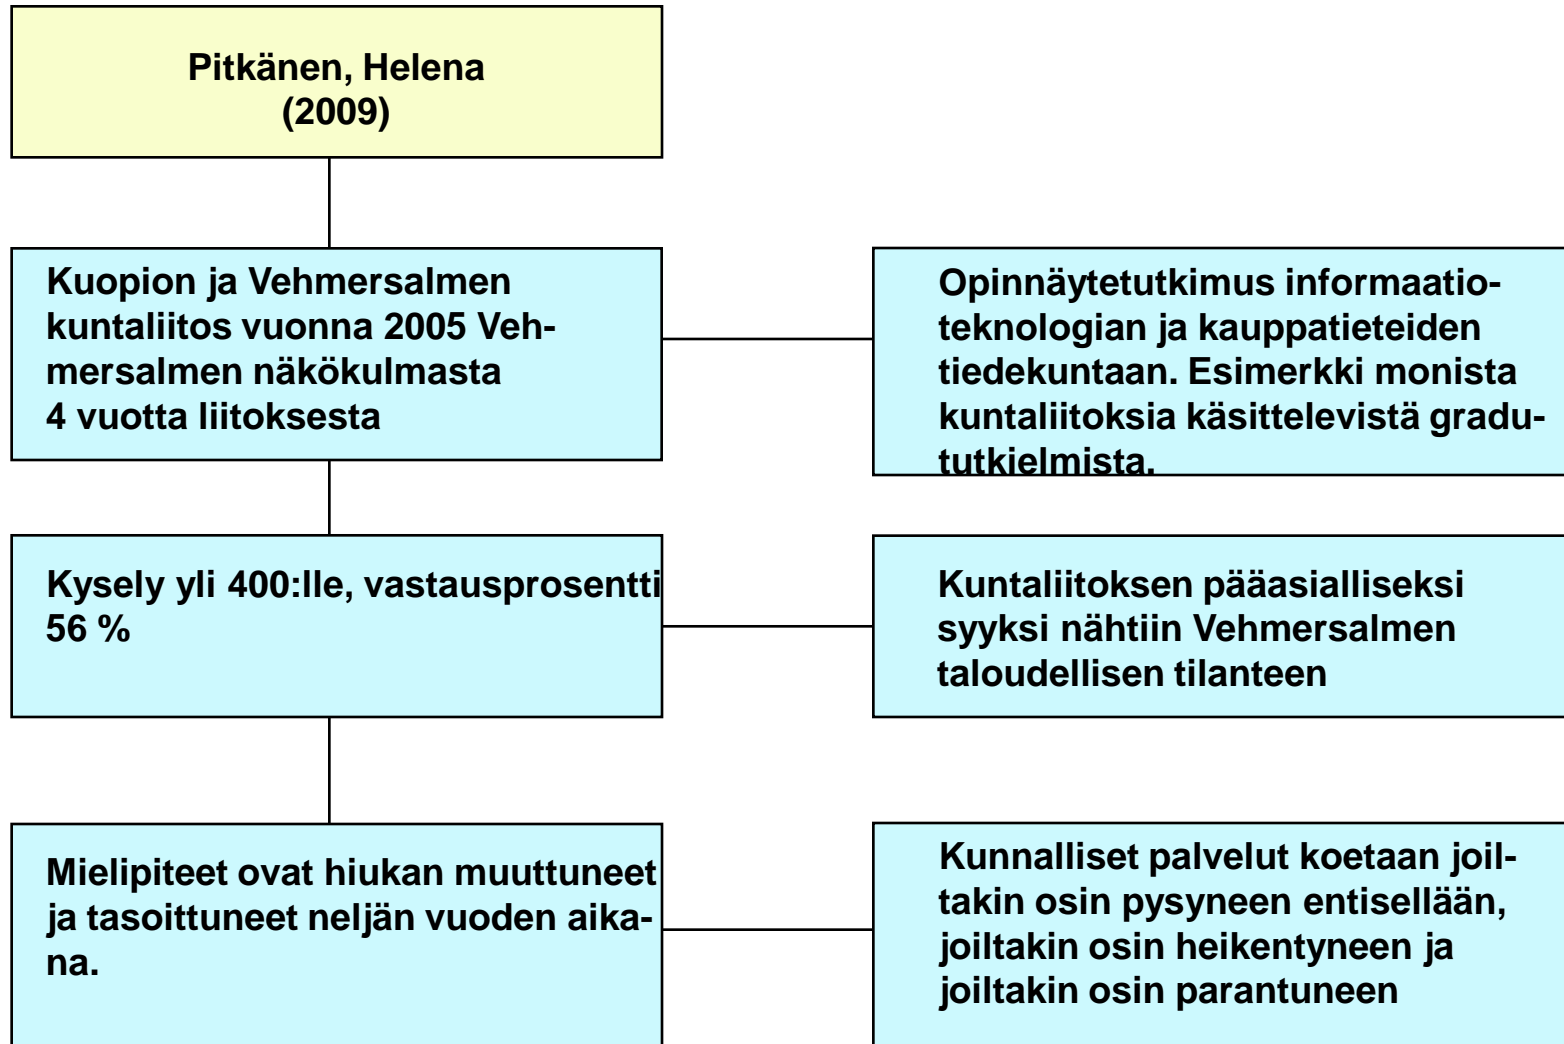 Pitkänen, Helena
(2009)
Kuopion ja Vehmersalmen
kuntaliitos vuonna 2005 Veh-
mersalmen näkökulmasta
4 vuotta liitoksesta
Opinnäytetutkimus informaatio-
teknologian ja kauppatieteiden
tiedekuntaan. Esimerkki monista
kuntaliitoksia käsittelevistä gradu-
tutkielmista.
Kysely yli 400:lle, vastausprosentti
56 %
Kuntaliitoksen pääasialliseksi
syyksi nähtiin Vehmersalmen
taloudellisen tilanteen
Mielipiteet ovat hiukan muuttuneet
ja tasoittuneet neljän vuoden aika-
na.
Kunnalliset palvelut koetaan joil-
takin osin pysyneen entisellään,
joiltakin osin heikentyneen ja
joiltakin osin parantuneen